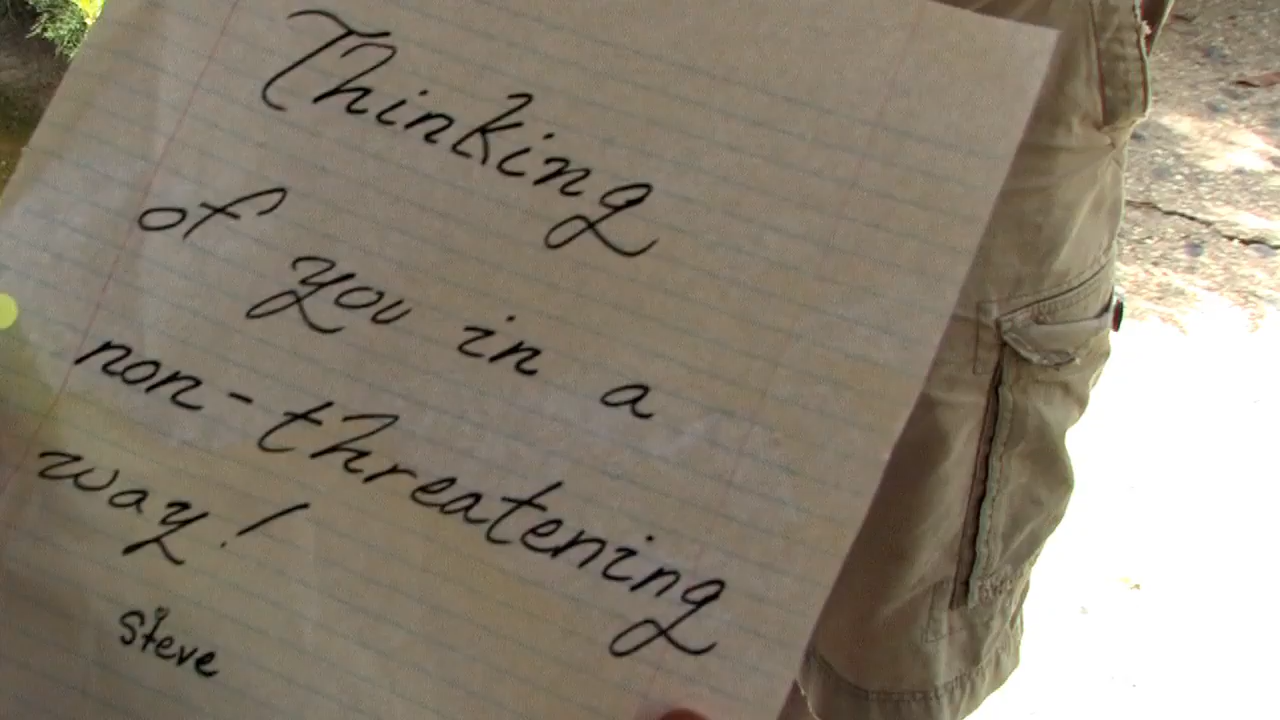 Thinking
of you in a
non-threatening
way!
Steve